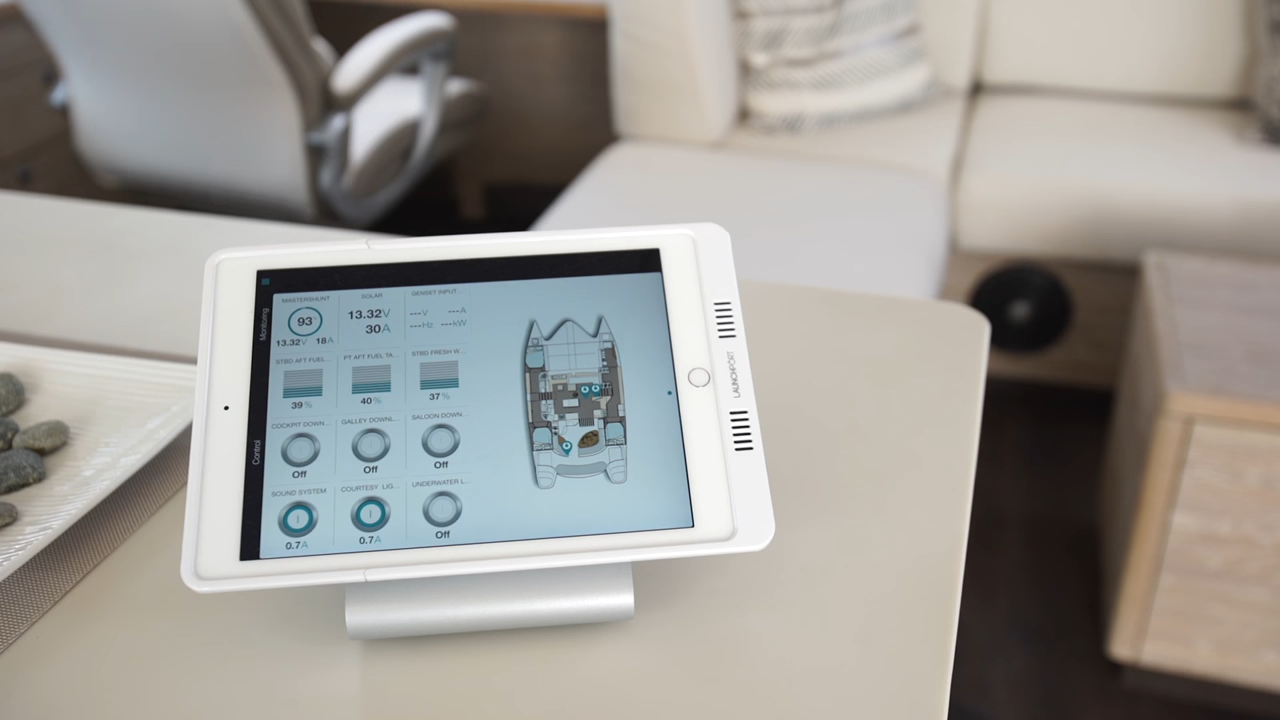 Monitoring
Control
MASTERSHUNT
93%
13.32V 18A
SOLAR
13.32V
30A
GENSET INPUT
---V ---A
---Hz ---kW
STBD AFT FUEL...
39%
PT AFT FUEL TA...
40%
STBD FRESH W...
37%
COCKPIT DOWN...
Off
GALLEY DOWNL...
Off
SALOON DOWN...
Off
SOUND SYSTEM
0.7A
COURTESY LIG...
0.7A
UNDERWATER L...
Off
LAUNCHPORT